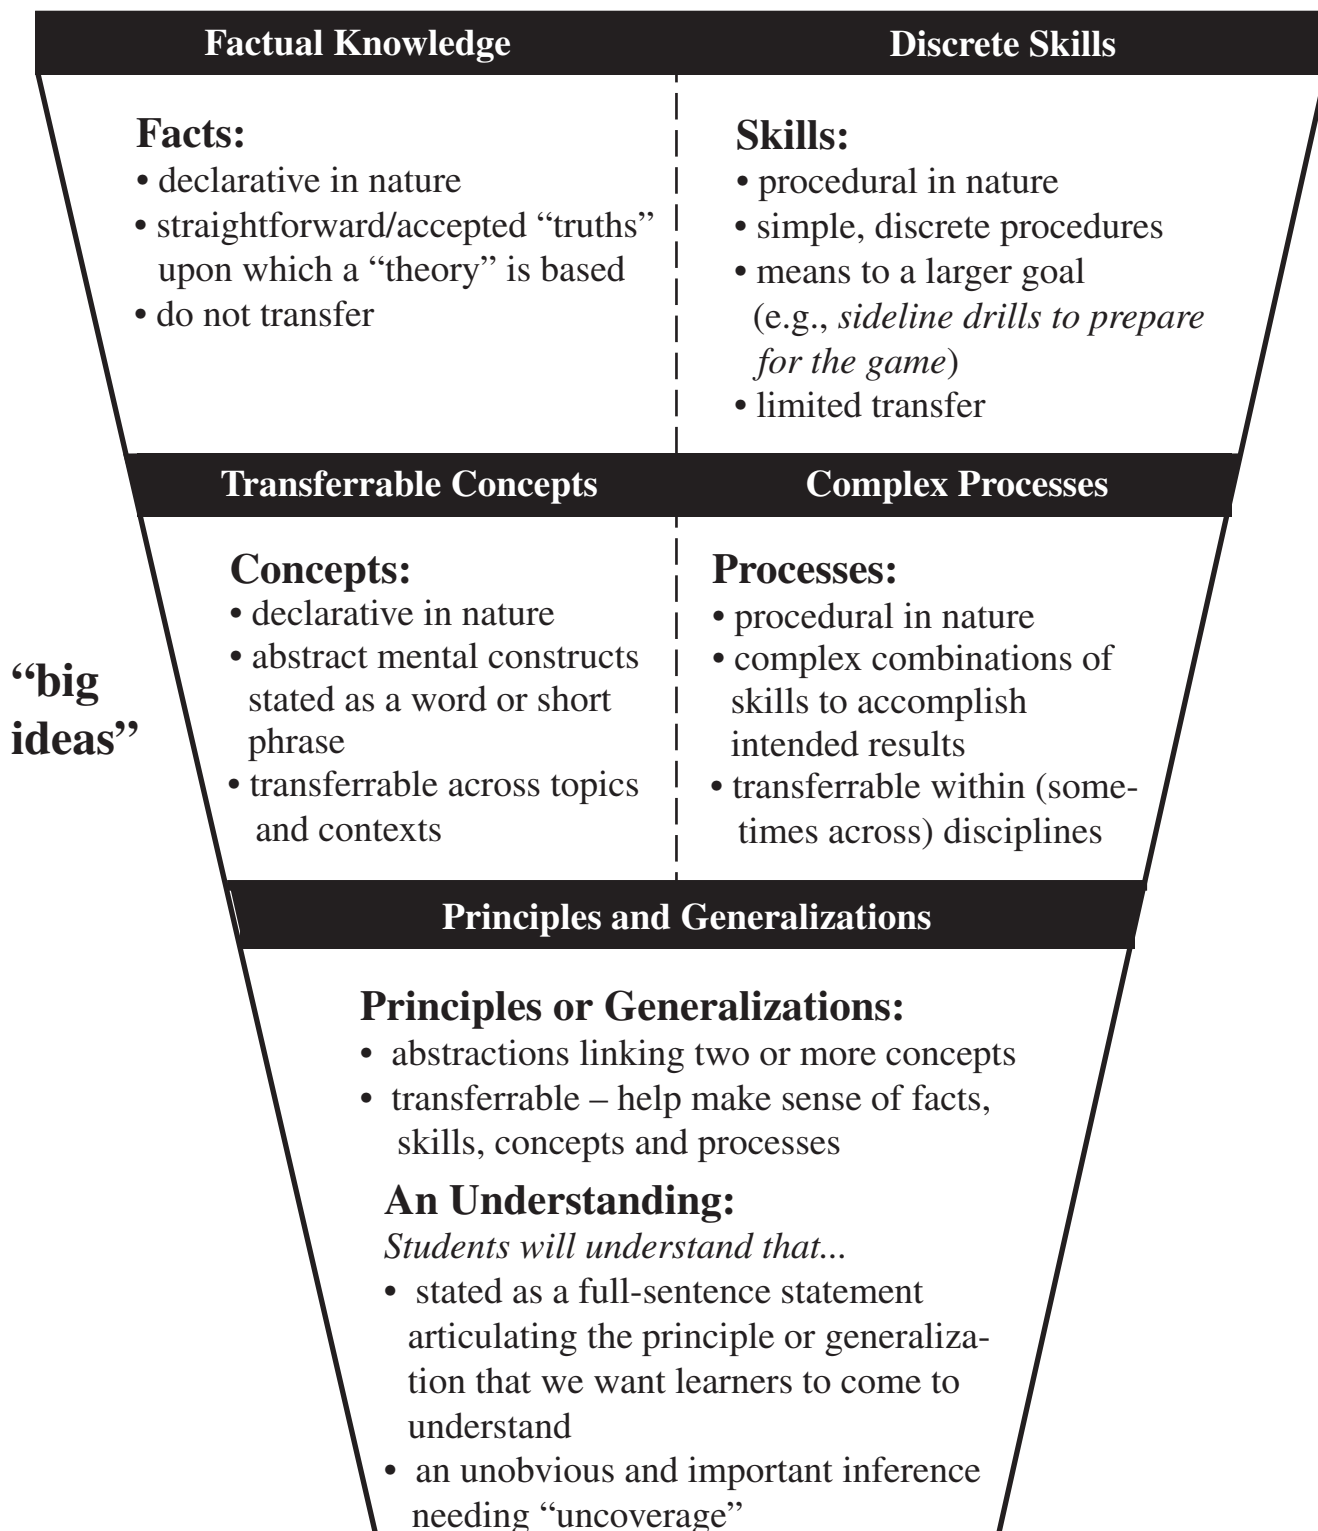 Factual Knowledge
Discrete Skills
Facts:
• declarative in nature
• straightforward/accepted “truths”
upon which a “theory” is based
• do not transfer
Skills:
• procedural in nature
• simple, discrete procedures
• means to a larger goal
(e.g., sideline drills to prepare
for the game)
• limited transfer
Transferrable Concepts
Complex Processes
“big
ideas”
Concepts:
• declarative in nature
• abstract mental constructs
stated as a word or short
phrase
• transferrable across topics
and contexts
Processes:
• procedural in nature
• complex combinations of
skills to accomplish
intended results
• transferrable within (some-
times across) disciplines
Principles and Generalizations
Principles or Generalizations:
• abstractions linking two or more concepts
• transferrable – help make sense of facts,
skills, concepts and processes
An Understanding:
Students will understand that...
• stated as a full-sentence statement
articulating the principle or generaliza-
tion that we want learners to come to
understand
• an unobvious and important inference
needing “uncoverage”